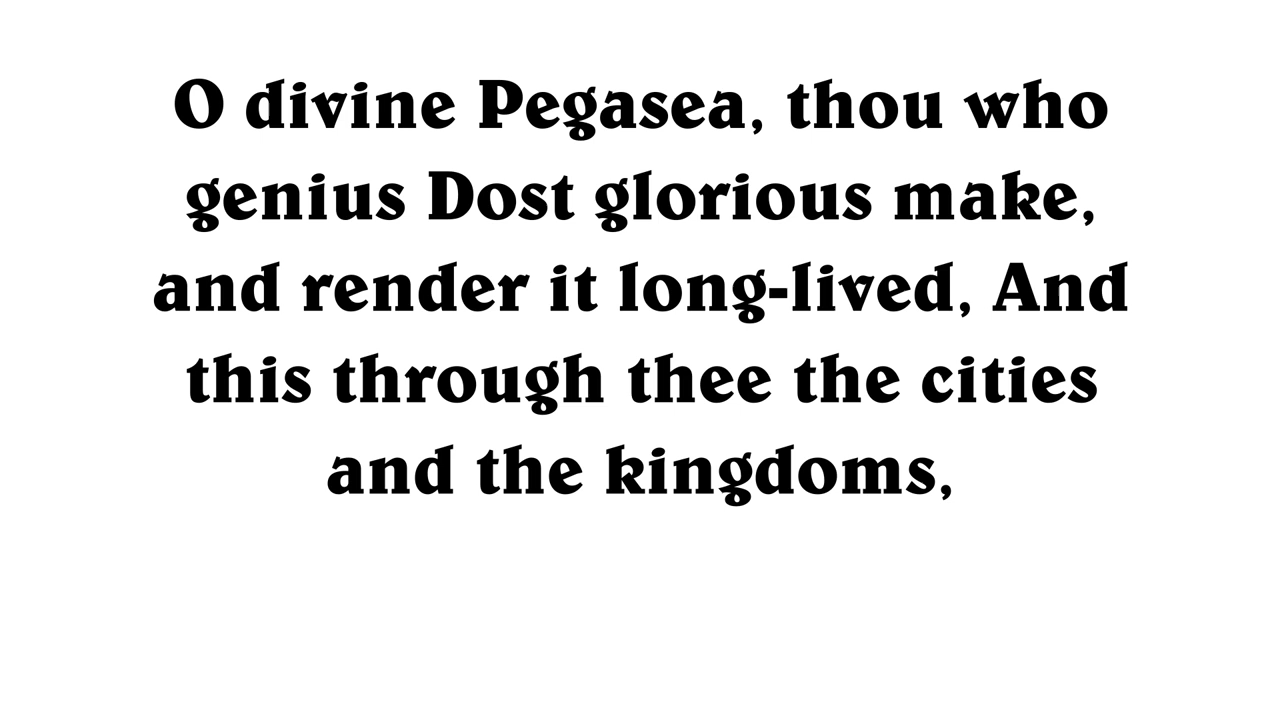 O divine Pegasea, thou who
genius Dost glorious make,
and render it long-lived, And
this through thee the cities
and the kingdoms,